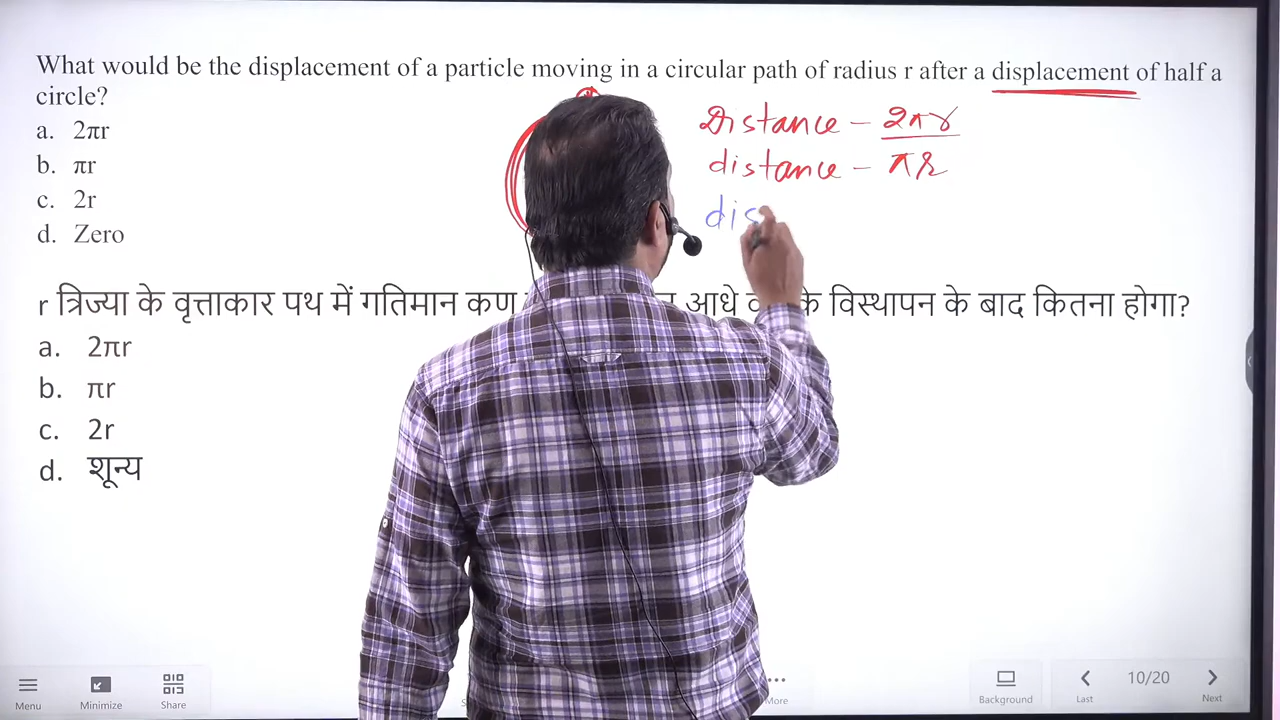 What would be the displacement of a particle moving in a circular path of radius r after a displacement of half a
circle?
a. 2πr
b. πr
c. 2r
d. Zero
Distance - 2πr
distance - πr
dis
r त्रिज्या के वृत्ताकार पथ में गतिमान कण आधे के विस्थापन के बाद कितना होगा?
a. 2πr
b. πr
c. 2r
d. शून्य
Menu
Minimize
Share
More
Background
Last
10/20
Next